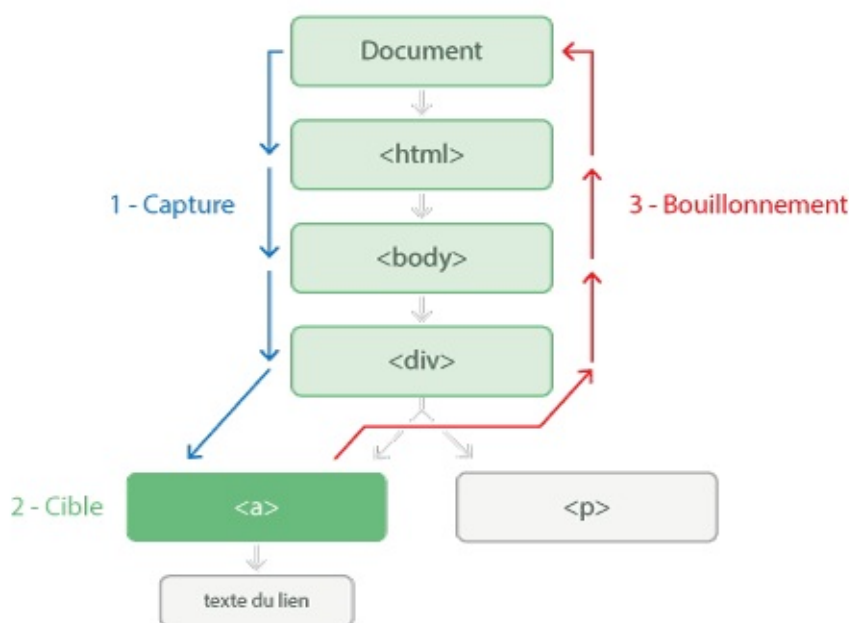 Document
<html>
1 - Capture
3 - Bouillonnement
<body>
<div>
2 - Cible
<a>
<p>
texte du lien